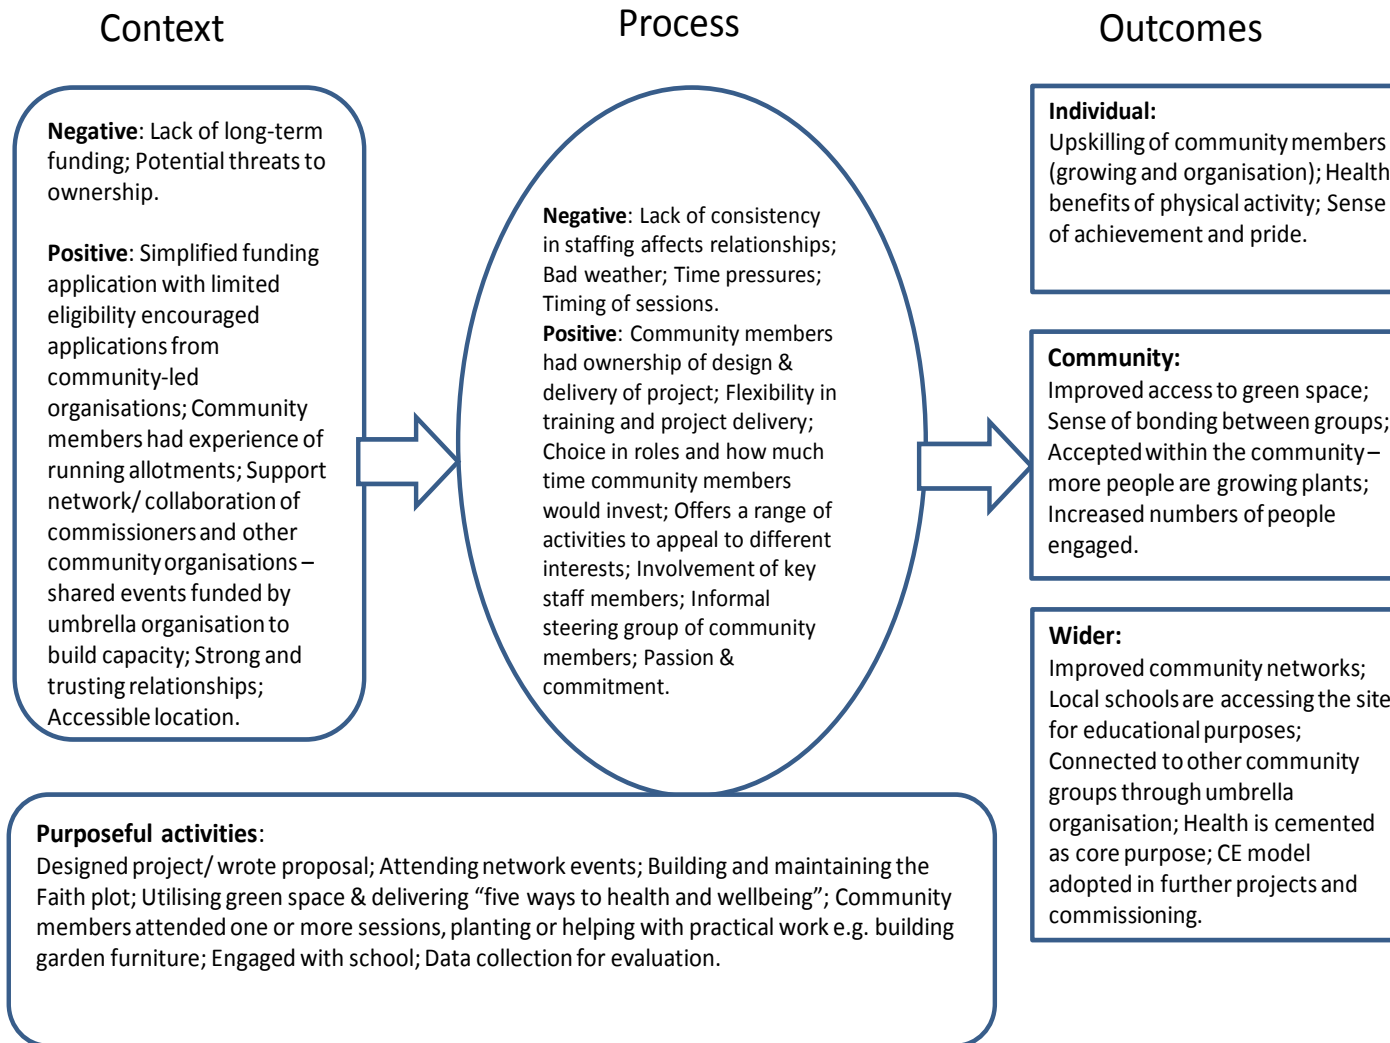 Context
Process
Outcomes
Negative: Lack of long-term
funding; Potential threats to
ownership.
Positive: Simplified funding
application with limited
eligibility encouraged
applications from
community-led
organisations; Community
members had experience of
running allotments; Support
network/ collaboration of
commissioners and other
community organisations –
shared events funded by
umbrella organisation to
build capacity; Strong and
trusting relationships;
Accessible location.
Negative: Lack of consistency
in staffing affects relationships;
Bad weather; Time pressures;
Timing of sessions.
Positive: Community members
had ownership of design &
delivery of project; Flexibility in
training and project delivery;
Choice in roles and how much
time community members
would invest; Offers a range of
activities to appeal to different
interests; Involvement of key
staff members; Informal
steering group of community
members; Passion &
commitment.
Individual:
Upskilling of community members
(growing and organisation); Health
benefits of physical activity; Sense
of achievement and pride.
Community:
Improved access to green space;
Sense of bonding between groups;
Accepted within the community –
more people are growing plants;
Increased numbers of people
engaged.
Wider:
Improved community networks;
Local schools are accessing the site
for educational purposes;
Connected to other community
groups through umbrella
organisation; Health is cemented
as core purpose; CE model
adopted in further projects and
commissioning.
Purposeful activities:
Designed project/ wrote proposal; Attending network events; Building and maintaining the
Faith plot; Utilising green space & delivering “five ways to health and wellbeing”; Community
members attended one or more sessions, planting or helping with practical work e.g. building
garden furniture; Engaged with school; Data collection for evaluation.